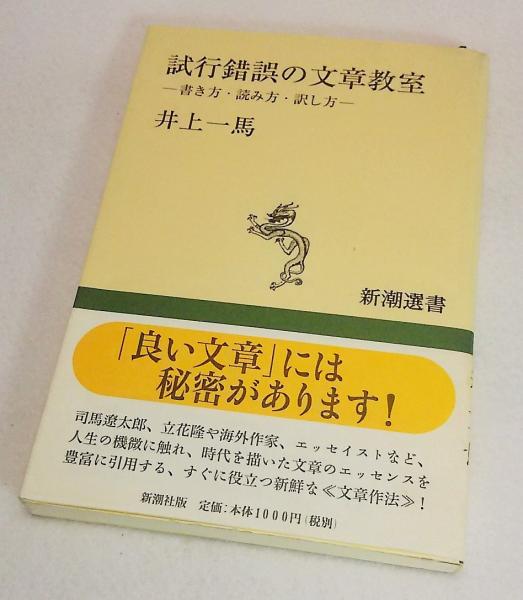 試行錯誤の文章教室
―書き方・読み方・訳し方―
井上一馬
新潮選書
「良い文章」には
秘密があります!
司馬遼太郎、立花隆や海外作家、エッセイストなど、
人生の機微に触れ、時代を描いた文章のエッセンスを
豊富に引用する、すぐに役立つ新鮮な≪文章作法≫!
新潮社版 定価:本体1000円(税別)